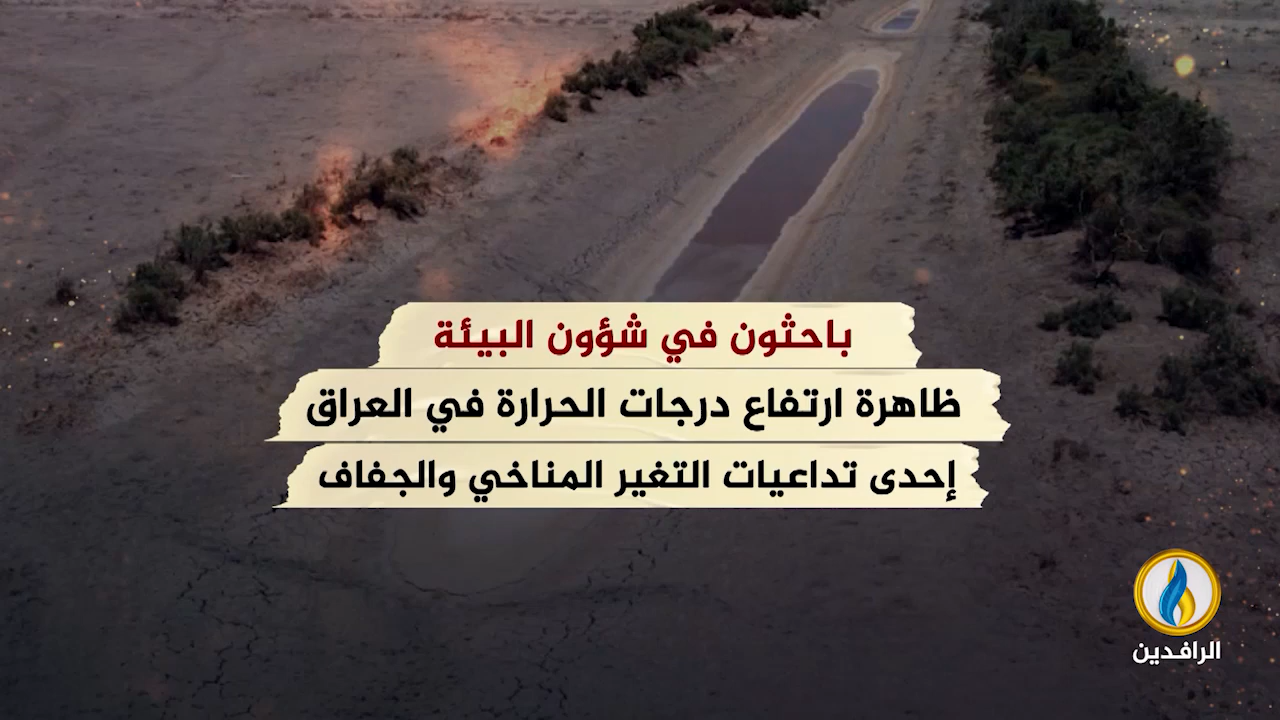 باحثون في شؤون البيئة
ظاهرة ارتفاع درجات الحرارة في العراق
إحدى تداعيات التغير المناخي والجفاف
الرافدين